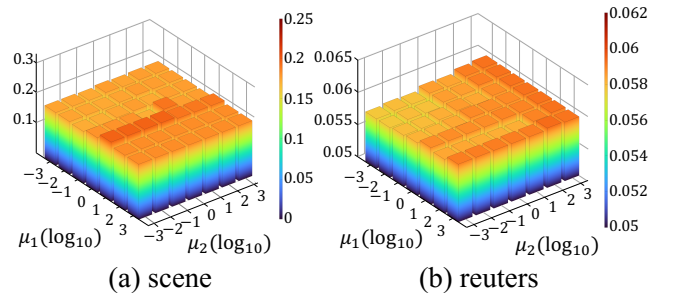 0.3
0.2
0.1
−3 −2 −1 0 1 2 3
μ₁(log₁₀)
−3 −2 −1 0 1 2 3
μ₂(log₁₀)
0.25
0.2
0.15
0.1
0.05
0
(a) scene
0.065
0.06
0.055
0.05
−3 −2 −1 0 1 2 3
μ₁(log₁₀)
−3 −2 −1 0 1 2 3
μ₂(log₁₀)
0.062
0.06
0.058
0.056
0.054
0.052
0.05
(b) reuters